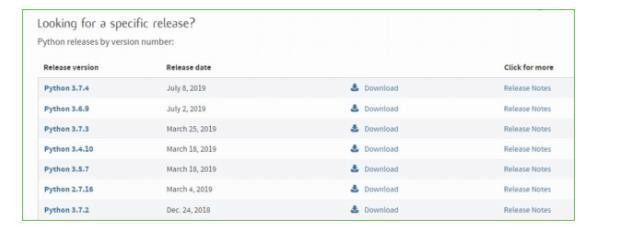 Looking for a specific release?
Python releases by version number:
Release version Release date Click for more
Python 3.7.4 July 8, 2019 Download Release Notes
Python 3.6.9 July 2, 2019 Download Release Notes
Python 3.7.3 March 25, 2019 Download Release Notes
Python 3.4.10 March 18, 2019 Download Release Notes
Python 3.5.7 March 18, 2019 Download Release Notes
Python 2.7.16 March 4, 2019 Download Release Notes
Python 3.7.2 Dec. 24, 2018 Download Release Notes